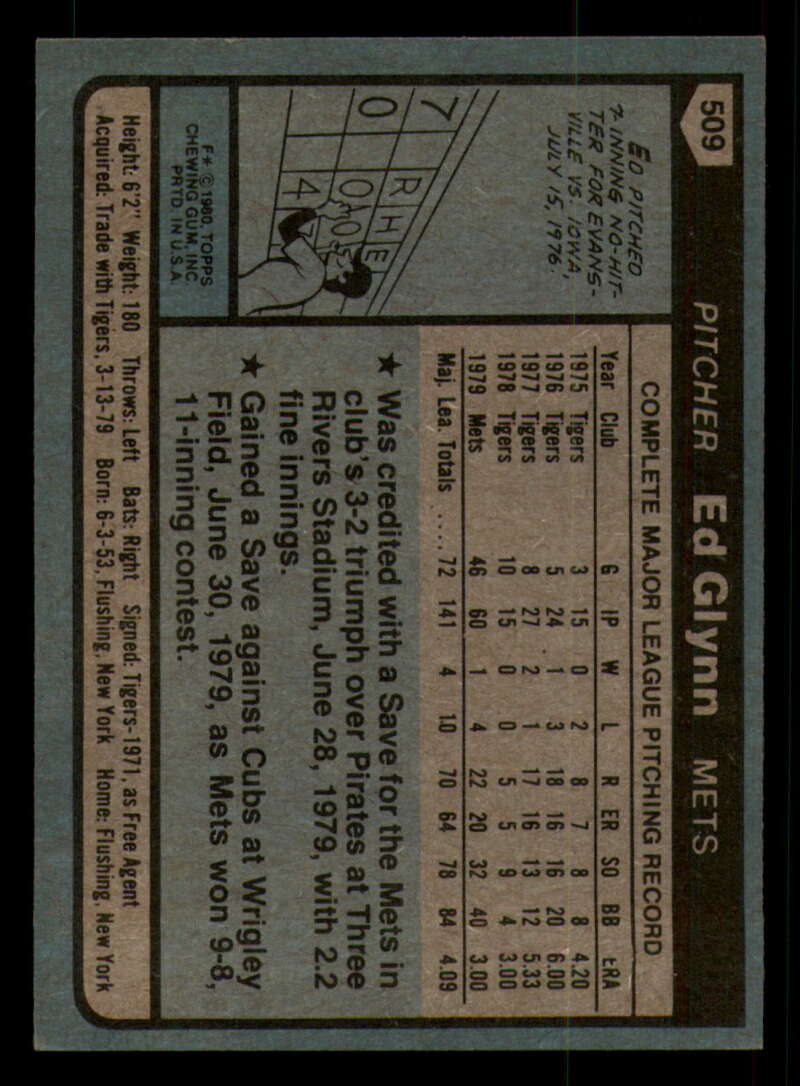 509 PITCHER Ed Glynn METS
ED PITCHED
7-INNING NO-HIT-
TER FOR EVANS-
VILLE VS. IOWA,
JULY 15, 1976.
7 R H E
0 0 0
4 7
F* © 1980, TOPPS
CHEWING GUM, INC.
PRTD. IN U.S.A.
COMPLETE MAJOR LEAGUE PITCHING RECORD
Year Club G IP W L R ER SO BB ERA
1975 Tigers 3 15 0 2 8 7 8 8 4.20
1976 Tigers 5 24 1 3 18 16 16 20 6.00
1977 Tigers 8 27 2 1 17 16 13 12 5.33
1978 Tigers 10 15 0 0 5 5 9 4 3.00
1979 Mets 46 60 1 4 22 20 32 40 3.00
Maj. Lea. Totals .... 72 141 4 10 70 64 78 84 4.09
★ Was credited with a Save for the Mets in
club's 3-2 triumph over Pirates at Three
Rivers Stadium, June 28, 1979, with 2.2
fine innings.
★ Gained a Save against Cubs at Wrigley
Field, June 30, 1979, as Mets won 9-8,
11-inning contest.
Height: 6'2" Weight: 180 Throws: Left Bats: Right Signed: Tigers-1971, as Free Agent
Acquired: Trade with Tigers, 3-13-79 Born: 6-3-53, Flushing, New York Home: Flushing, New York